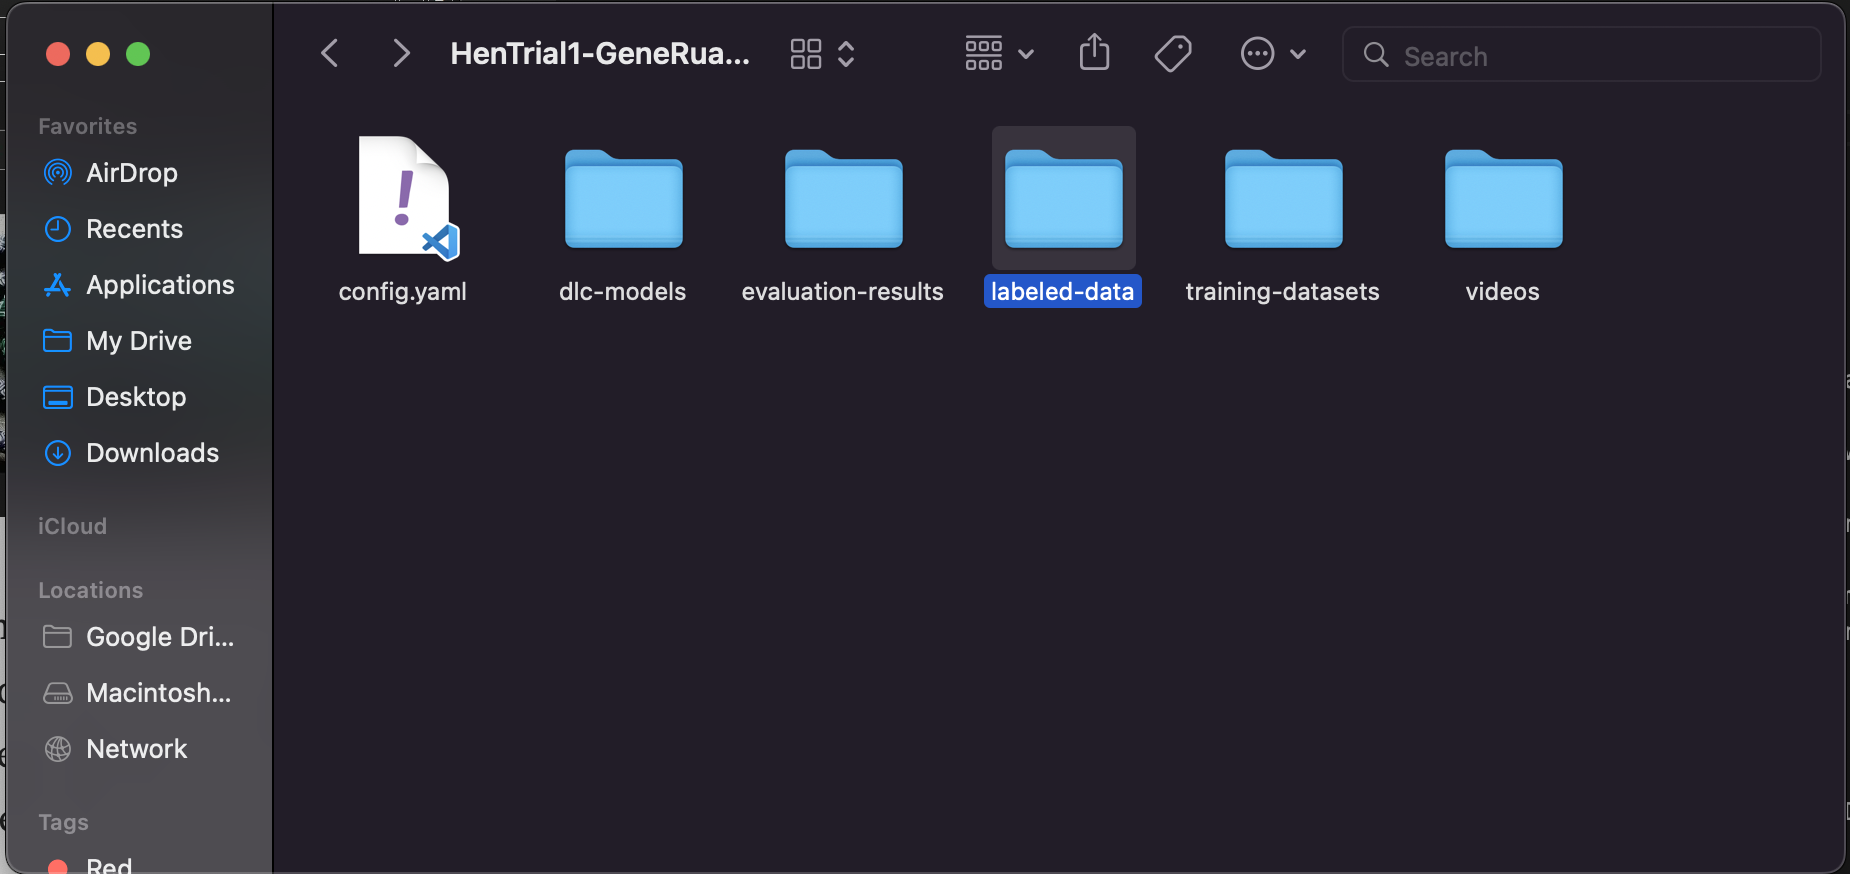 HenTrial1-GeneRua...
Search
Favorites
AirDrop
Recents
Applications
My Drive
Desktop
Downloads
iCloud
Locations
Google Dri...
Macintosh...
Network
Tags
Red
config.yaml
dlc-models
evaluation-results
labeled-data
training-datasets
videos